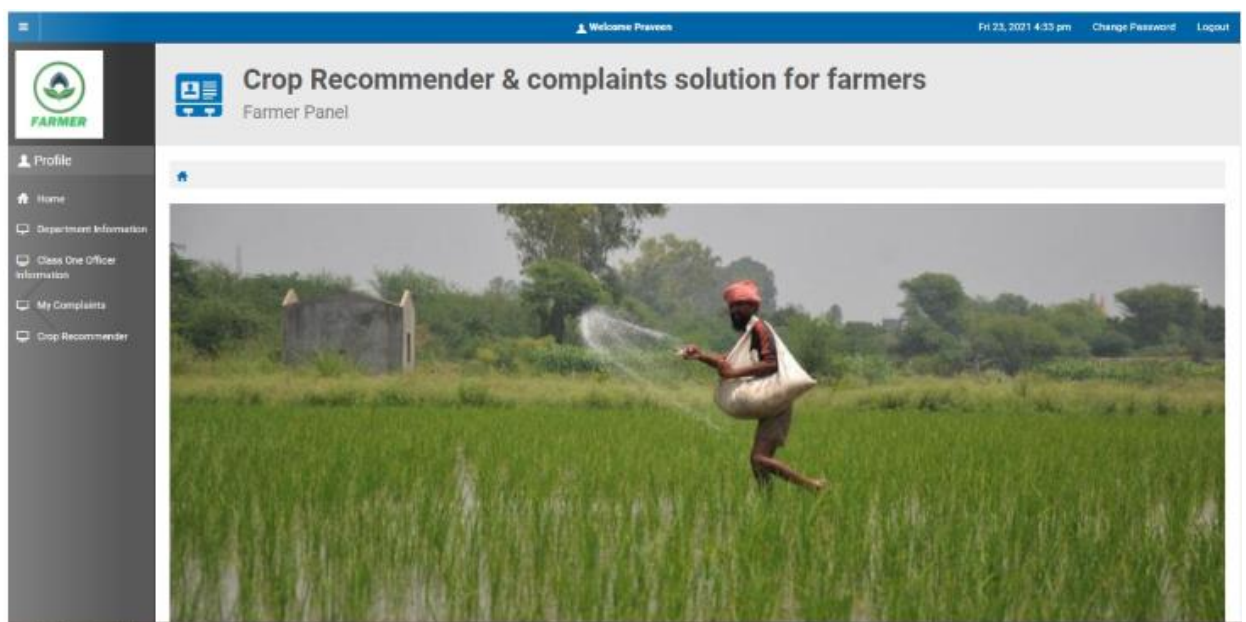 Welcome Praveen
Fri 23, 2021 4:33 pm Change Password Logout
FARMER
Crop Recommender & complaints solution for farmers
Farmer Panel
Profile
Home
Department Information
Class One Officer
Information
My Complaints
Crop Recommender